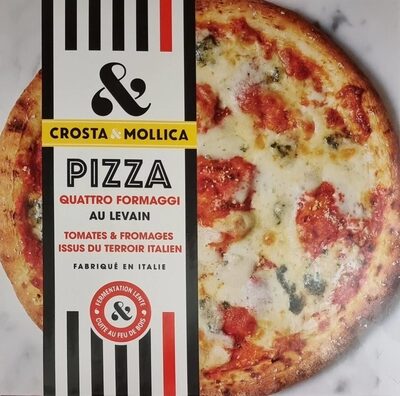 &
CROSTA & MOLLICA
PIZZA
QUATTRO FORMAGGI
AU LEVAIN
TOMATES & FROMAGES
ISSUS DU TERROIR ITALIEN
FABRIQUÉ EN ITALIE
FERMENTATION LENTE
&
CUITE AU FEU DE BOIS